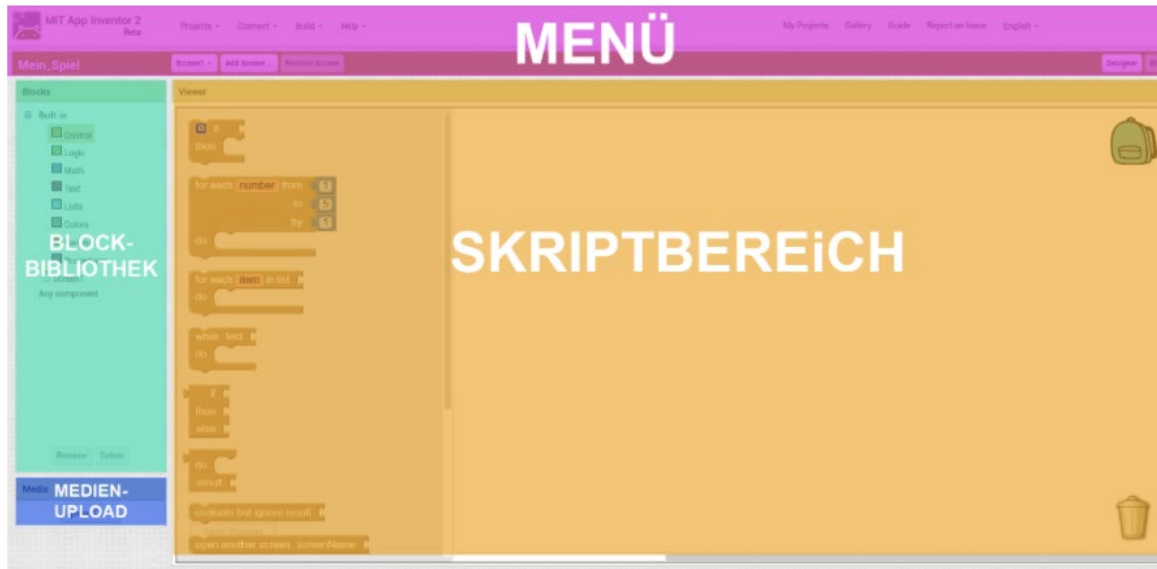 MIT App Inventor 2
Beta
Projects Connect Build Help
My Projects Gallery Guide Report an Issue English
MENÜ
Mein_Spiel
Screen1 Add Screen ... Remove Screen
Designer
Blocks
Viewer
Built-in
Control
Logic
Math
Text
Lists
Colors
BLOCK-
BIBLIOTHEK
Screen1
Any component
Rename Delete
Media
MEDIEN-
UPLOAD
if
then
for each number from 1
to 5
by 1
do
SKRIPTBEREiCH
for each item in list
do
while test
do
if
then
else
do
result
evaluate but ignore result
open another screen screenName